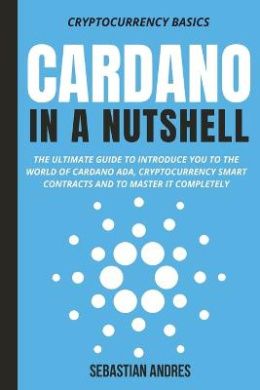 CRYPTOCURRENCY BASICS
CARDANO
IN A NUTSHELL
THE ULTIMATE GUIDE TO INTRODUCE YOU TO THE
WORLD OF CARDANO ADA, CRYPTOCURRENCY SMART
CONTRACTS AND TO MASTER IT COMPLETELY
SEBASTIAN ANDRES